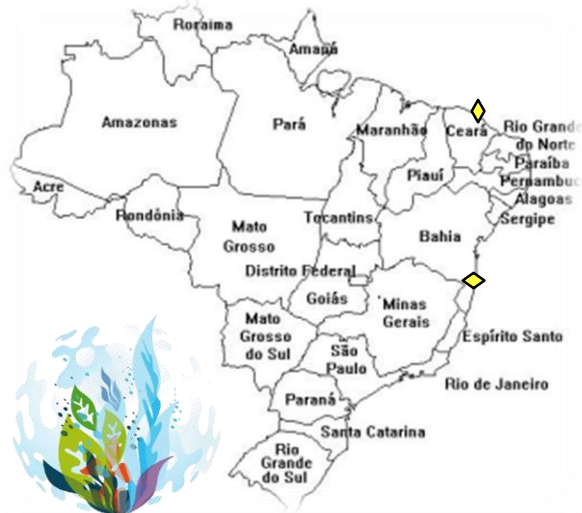 Roraima
Amapá
Amazonas
Pará
Maranhão
Ceará
Rio Grande
do Norte
Paraíba
Piauí
Pernambuc
Alagoas
Acre
Rondônia
Tocantins
Sergipe
Mato
Grosso
Bahia
Distrito Federal
Goiás
Minas
Gerais
Mato
Grosso
do Sul
Espírito Santo
São
Paulo
Rio de Janeiro
Paraná
Santa Catarina
Rio
Grande
do Sul